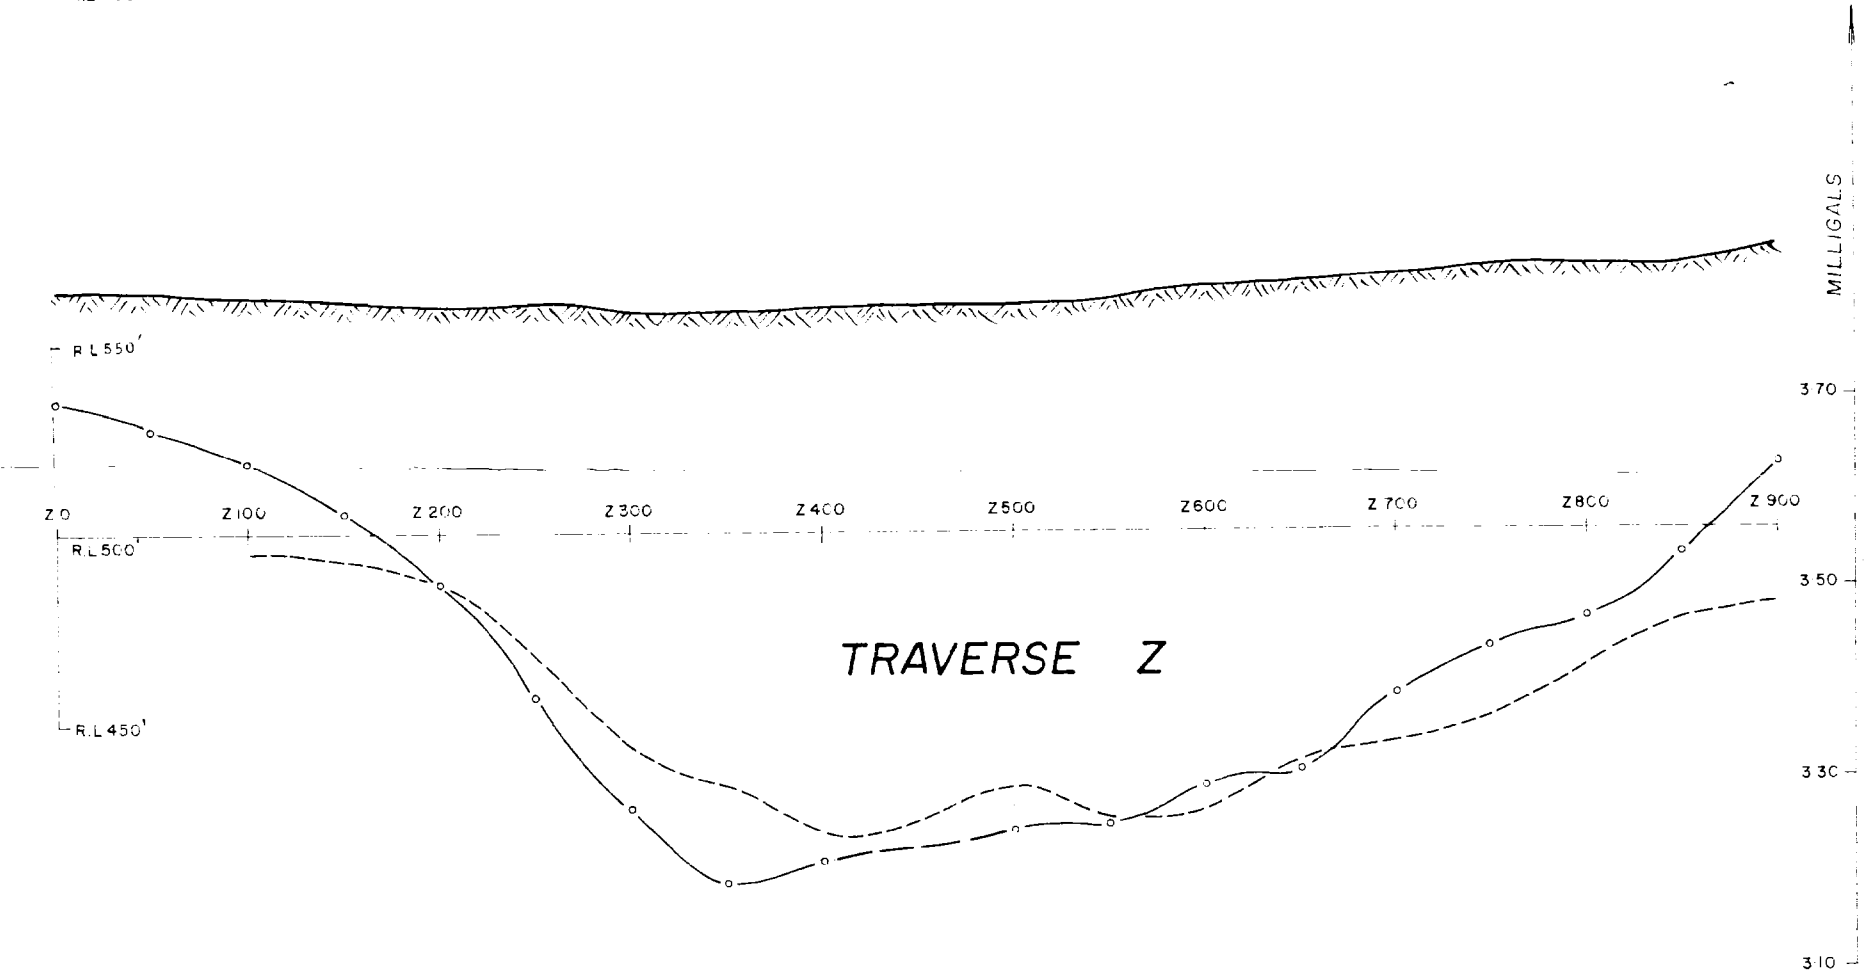 MILLIGALS
R L 550'
3.70
Z 0 Z 100 Z 200 Z 300 Z 400 Z 500 Z 600 Z 700 Z 800 Z 900
R.L 500'
3.50
TRAVERSE Z
R.L 450'
3.30
3.10